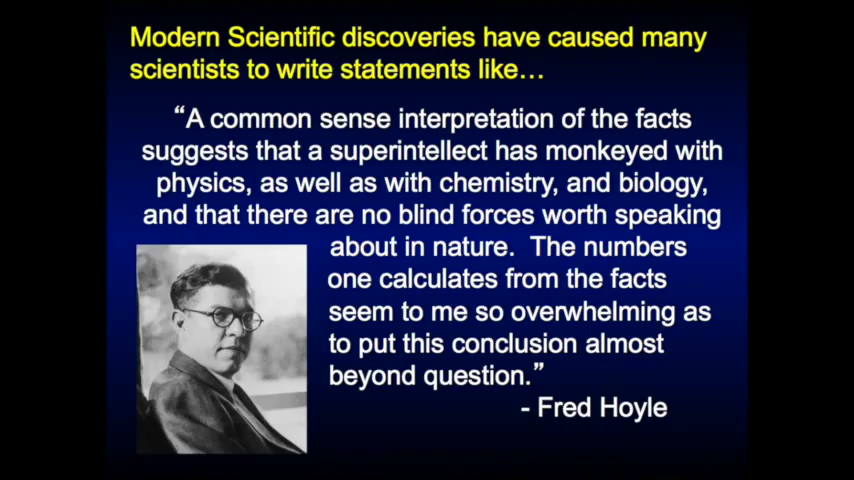 Modern Scientific discoveries have caused many
scientists to write statements like…
“A common sense interpretation of the facts
suggests that a superintellect has monkeyed with
physics, as well as with chemistry, and biology,
and that there are no blind forces worth speaking
about in nature.  The numbers
one calculates from the facts
seem to me so overwhelming as
to put this conclusion almost
beyond question.”
- Fred Hoyle